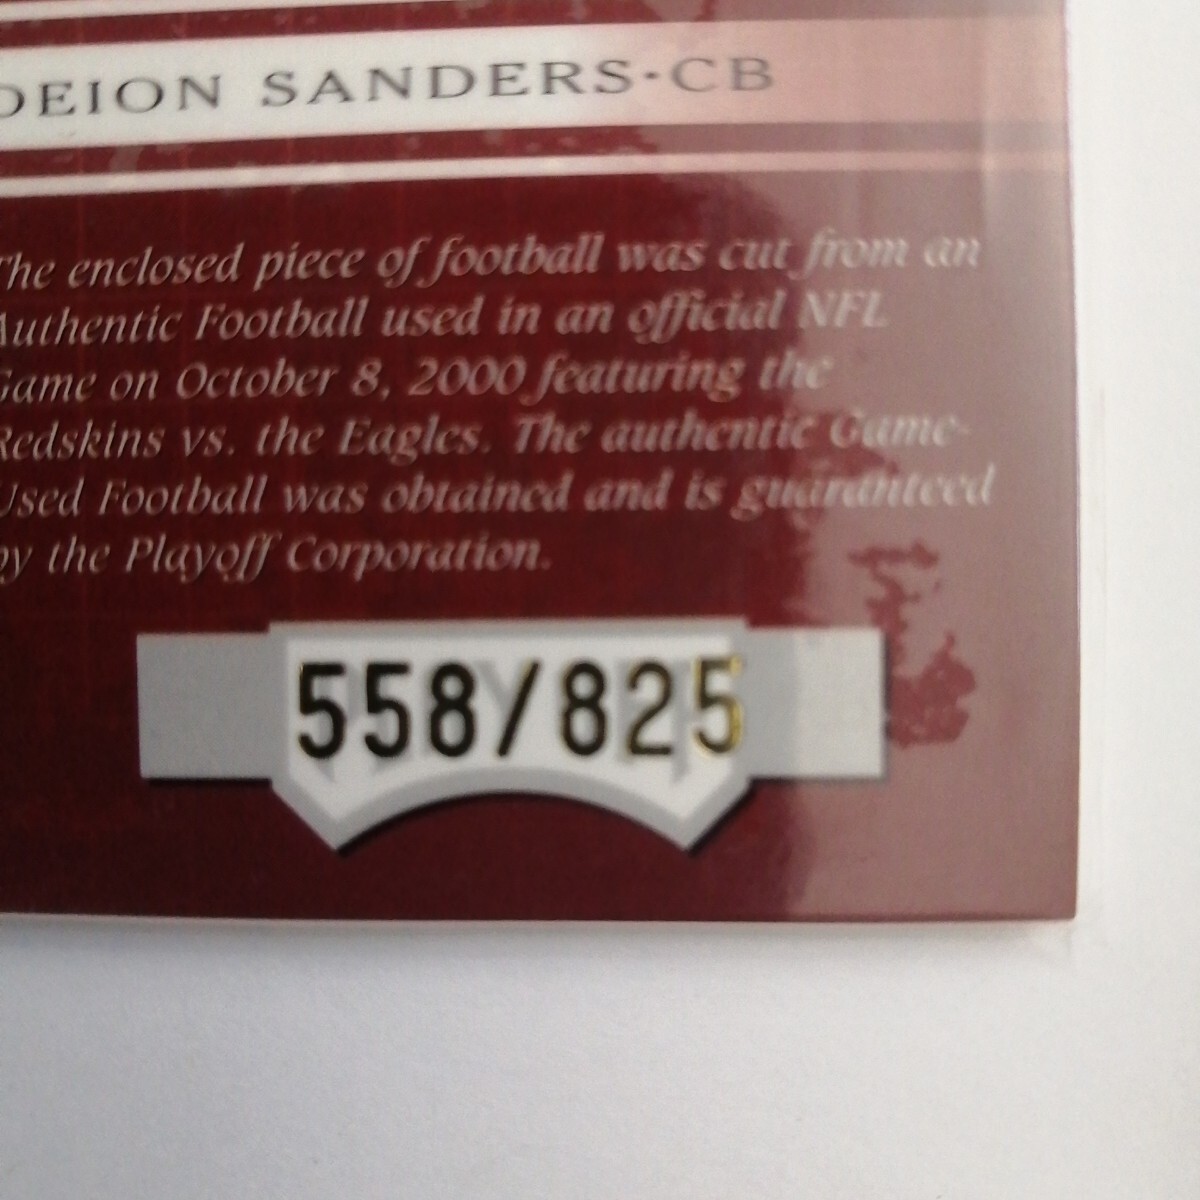 DEION SANDERS·CB
The enclosed piece of football was cut from an
Authentic Football used in an official NFL
Game on October 8, 2000 featuring the
Redskins vs. the Eagles. The authentic Game-
Used Football was obtained and is guaranteed
by the Playoff Corporation.
558/825